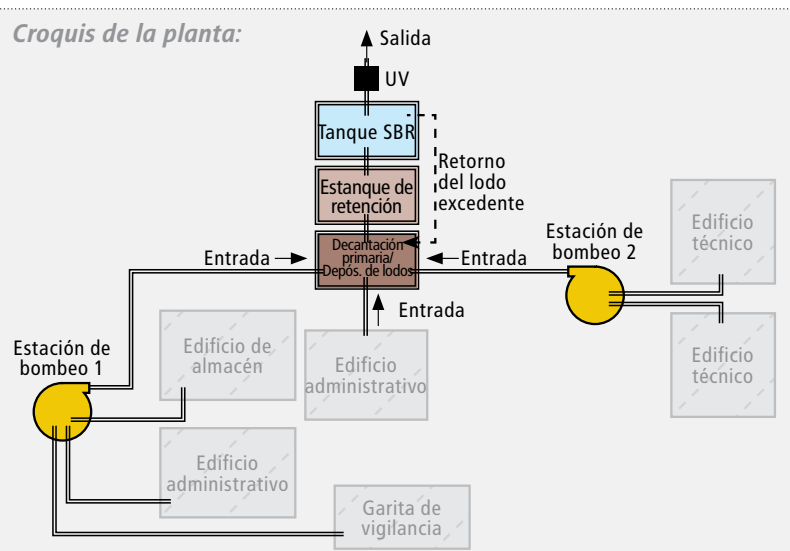 Croquis de la planta:
Salida
UV
Tanque SBR
Retorno
del lodo
excedente
Estanque de
retención
Decantación
primaria/
Depós. de lodos
Entrada
Entrada
Entrada
Estación de
bombeo 2
Edificio
técnico
Edificio
técnico
Estación de
bombeo 1
Edificio de
almacén
Edificio
administrativo
Edificio
administrativo
Garita de
vigilancia